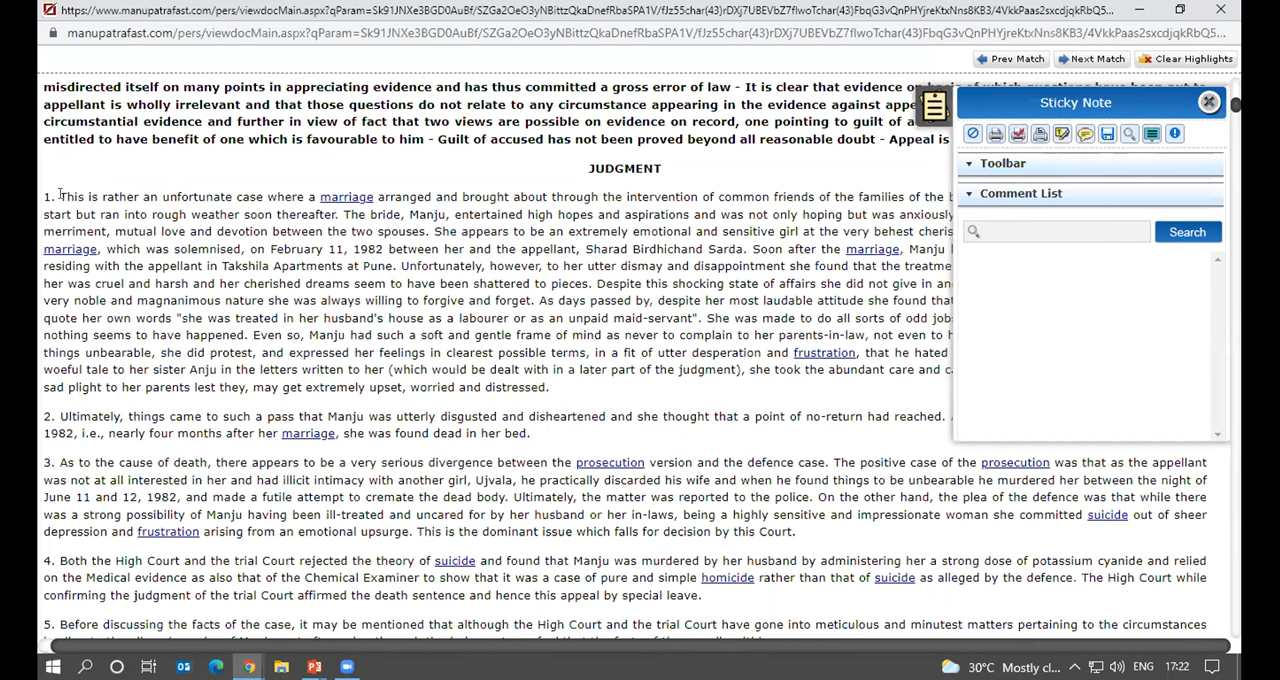 https://www.manupatrafast.com/pers/viewdocMain.aspx?qParam=Sk91JNXe3BGD0AuBf/SZGa2OeO3yNBittzQkaDnefRbaSPA1V/fJz55char(43)rDXj7UBEVbZ7flwoTchar(43)FbqG3vQnPHYjreKtxNns8KB3/4VkkPaas2sxcdjqkRbQ5...
manupatrafast.com/pers/viewdocMain.aspx?qParam=Sk91JNXe3BGD0AuBf/SZGa2OeO3yNBittzQkaDnefRbaSPA1V/fJz55char(43)rDXj7UBEVbZ7flwoTchar(43)FbqG3vQnPHYjreKtxNns8KB3/4VkkPaas2sxcdjqkRbQ5...
Prev Match Next Match Clear Highlights
misdirected itself on many points in appreciating evidence and has thus committed a gross error of law - It is clear that evidence
appellant is wholly irrelevant and that those questions do not relate to any circumstance appearing in the evidence against
circumstantial evidence and further in view of fact that two views are possible on evidence on record, one pointing to guilt of
entitled to have benefit of one which is favourable to him - Guilt of accused has not been proved beyond all reasonable doubt - Appeal is
Sticky Note
Toolbar
Comment List
Search
JUDGMENT
1. This is rather an unfortunate case where a marriage arranged and brought about through the intervention of common friends of the families of the
start but ran into rough weather soon thereafter. The bride, Manju, entertained high hopes and aspirations and was not only hoping but was anxiously
merriment, mutual love and devotion between the two spouses. She appears to be an extremely emotional and sensitive girl at the very behest
marriage, which was solemnised, on February 11, 1982 between her and the appellant, Sharad Birdhichand Sarda. Soon after the marriage, Manju
residing with the appellant in Takshila Apartments at Pune. Unfortunately, however, to her utter dismay and disappointment she found that the
her was cruel and harsh and her cherished dreams seem to have been shattered to pieces. Despite this shocking state of affairs she did not give in
very noble and magnanimous nature she was always willing to forgive and forget. As days passed by, despite her most laudable attitude she found that
quote her own words "she was treated in her husband's house as a labourer or as an unpaid maid-servant". She was made to do all sorts of odd
nothing seems to have happened. Even so, Manju had such a soft and gentle frame of mind as never to complain to her parents-in-law, not even to
things unbearable, she did protest, and expressed her feelings in clearest possible terms, in a fit of utter desperation and frustration, that he hated
woeful tale to her sister Anju in the letters written to her (which would be dealt with in a later part of the judgment), she took the abundant care and
sad plight to her parents lest they, may get extremely upset, worried and distressed.
2. Ultimately, things came to such a pass that Manju was utterly disgusted and disheartened and she thought that a point of no-return had reached.
1982, i.e., nearly four months after her marriage, she was found dead in her bed.
3. As to the cause of death, there appears to be a very serious divergence between the prosecution version and the defence case. The positive case of the prosecution was that as the appellant
was not at all interested in her and had illicit intimacy with another girl, Ujvala, he practically discarded his wife and when he found things to be unbearable he murdered her between the night of
June 11 and 12, 1982, and made a futile attempt to cremate the dead body. Ultimately, the matter was reported to the police. On the other hand, the plea of the defence was that while there
was a strong possibility of Manju having been ill-treated and uncared for by her husband or her in-laws, being a highly sensitive and impressionate woman she committed suicide out of sheer
depression and frustration arising from an emotional upsurge. This is the dominant issue which falls for decision by this Court.
4. Both the High Court and the trial Court rejected the theory of suicide and found that Manju was murdered by her husband by administering her a strong dose of potassium cyanide and relied
on the Medical evidence as also that of the Chemical Examiner to show that it was a case of pure and simple homicide rather than that of suicide as alleged by the defence. The High Court while
confirming the judgment of the trial Court affirmed the death sentence and hence this appeal by special leave.
5. Before discussing the facts of the case, it may be mentioned that although the High Court and the trial Court have gone into meticulous and minutest matters pertaining to the circumstances
30°C Mostly cl... ENG 17:22